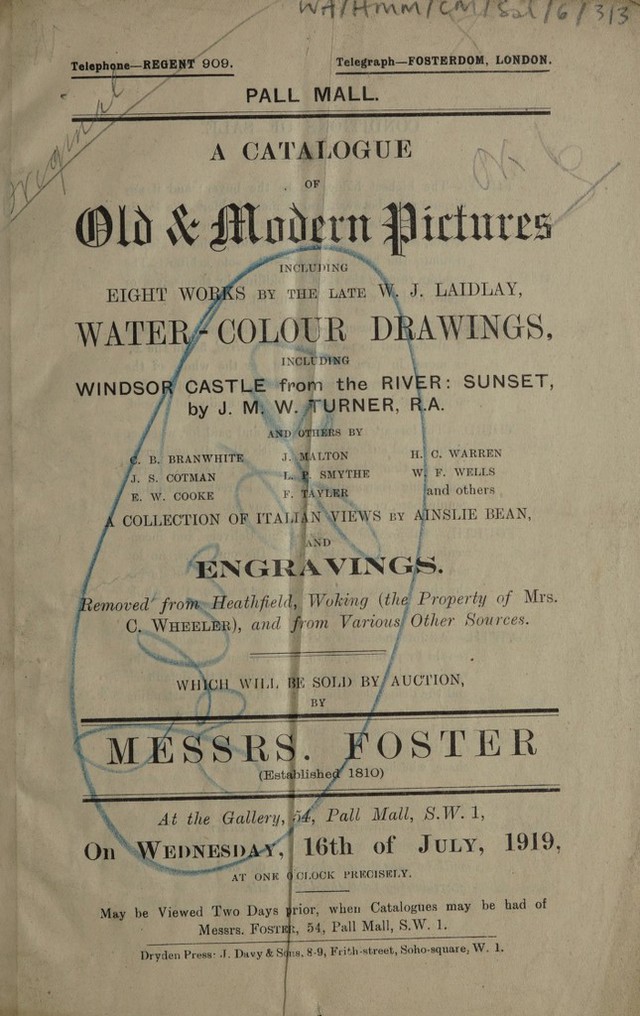 WA/HMM/CM/Sal/6/313
Telephone—REGENT 909. Telegraph—FOSTERDOM, LONDON.
PALL MALL.
A CATALOGUE
OF
Old & Modern Pictures
INCLUDING
EIGHT WORKS BY THE LATE W. J. LAIDLAY,
WATER-COLOUR DRAWINGS,
INCLUDING
WINDSOR CASTLE from the RIVER: SUNSET,
by J. M. W. TURNER, R.A.
AND OTHERS BY
C. B. BRANWHITE J. MALTON H. C. WARREN
J. S. COTMAN L. P. SMYTHE W. F. WELLS
E. W. COOKE F. TAYLER and others
A COLLECTION OF ITALIAN VIEWS BY AINSLIE BEAN,
AND
ENGRAVINGS.
Removed from Heathfield, Woking (the Property of Mrs.
C. WHEELER), and from Various Other Sources.
WHICH WILL BE SOLD BY AUCTION,
BY
MESSRS. FOSTER
(Established 1810)
At the Gallery, 54, Pall Mall, S.W. 1,
On WEDNESDAY, 16th of JULY, 1919,
AT ONE O'CLOCK PRECISELY.
May be Viewed Two Days prior, when Catalogues may be had of
Messrs. FOSTER, 54, Pall Mall, S.W. 1.
Dryden Press: J. Davy & Sons, 8-9, Frith-street, Soho-square, W. 1.